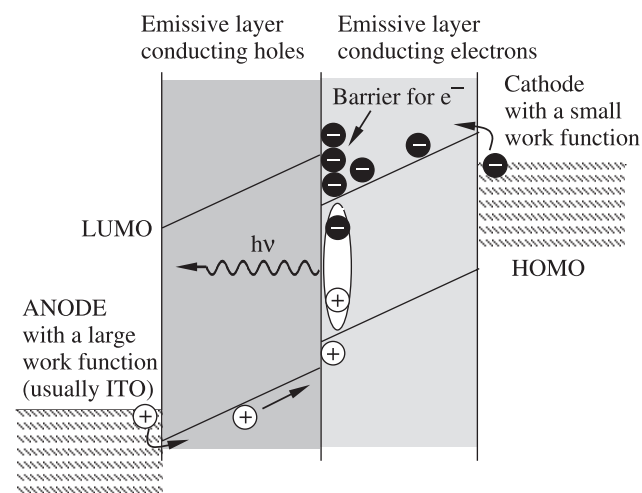 Emissive layer
conducting holes
Emissive layer
conducting electrons
Barrier for e⁻
Cathode
with a small
work function
LUMO
hν
HOMO
ANODE
with a large
work function
(usually ITO)